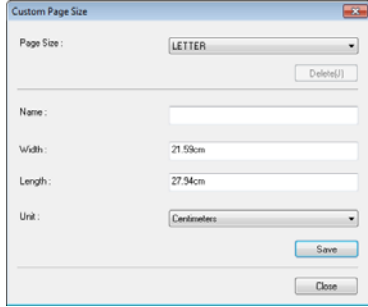 Custom Page Size
Page Size :
LETTER
Delete(J)
Name :
Width :
21.59cm
Length :
27.94cm
Unit :
Centimeters
Save
Close